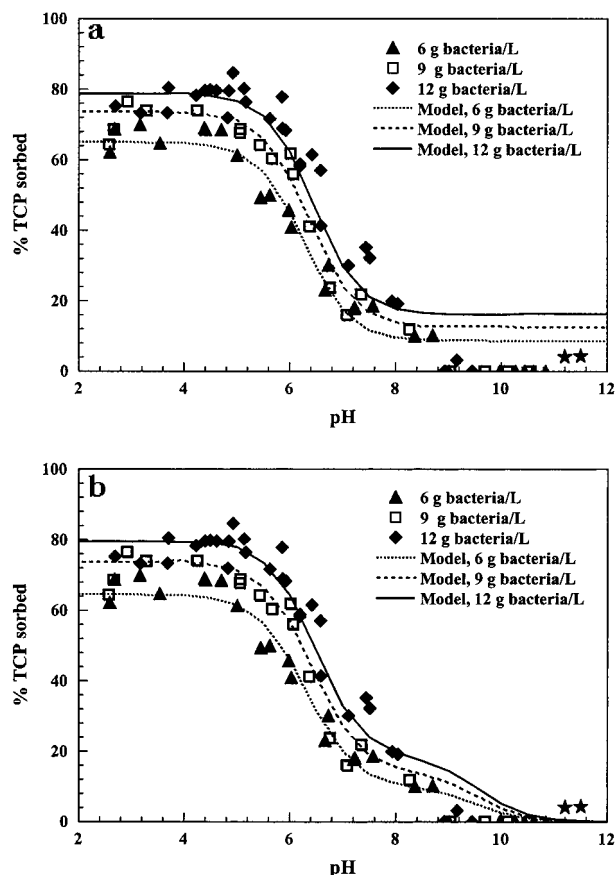 a
100
80
60
40
20
0
% TCP sorbed
6 g bacteria/L
9 g bacteria/L
12 g bacteria/L
Model, 6 g bacteria/L
Model, 9 g bacteria/L
Model, 12 g bacteria/L
2 4 6 8 10 12
pH
b
100
80
60
40
20
0
% TCP sorbed
6 g bacteria/L
9 g bacteria/L
12 g bacteria/L
Model, 6 g bacteria/L
Model, 9 g bacteria/L
Model, 12 g bacteria/L
2 4 6 8 10 12
pH